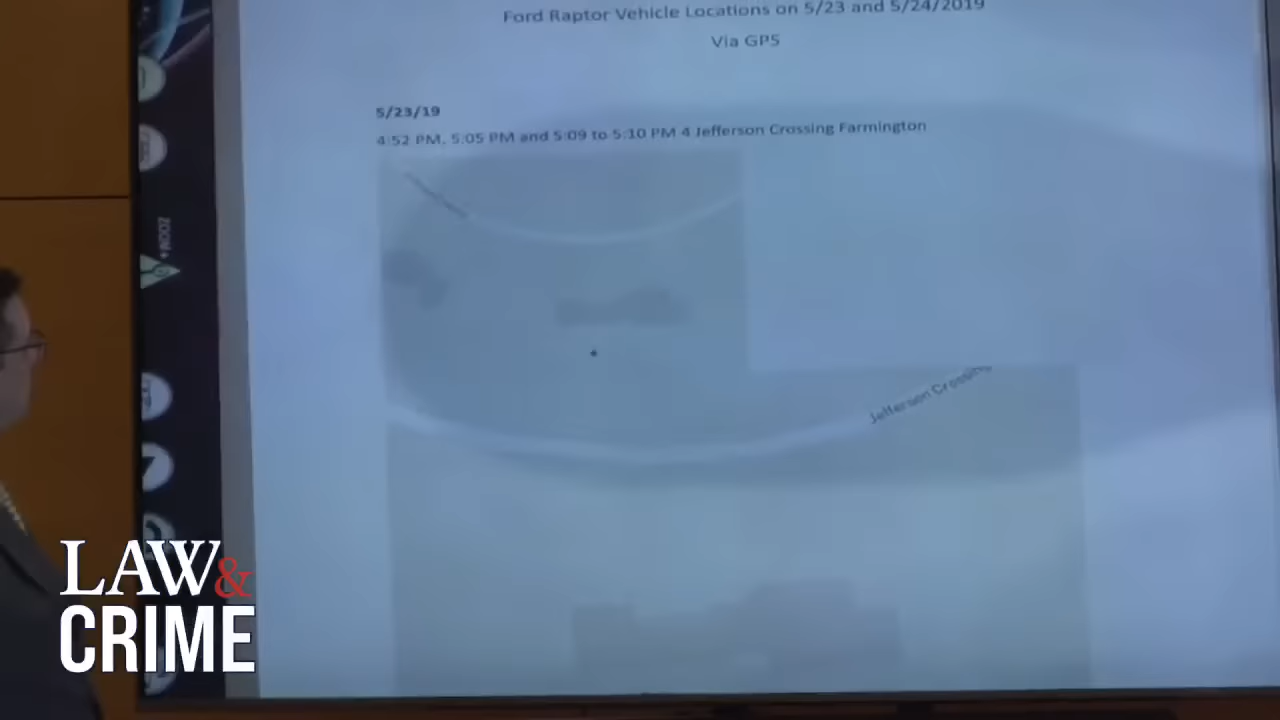 Ford Raptor Vehicle Locations on 5/23 and 5/24/2019
Via GPS
5/23/19
4:52 PM, 5:05 PM and 5:09 to 5:10 PM 4 Jefferson Crossing Farmington
Jefferson Crossing
ZOOM+
LAW&
CRIME